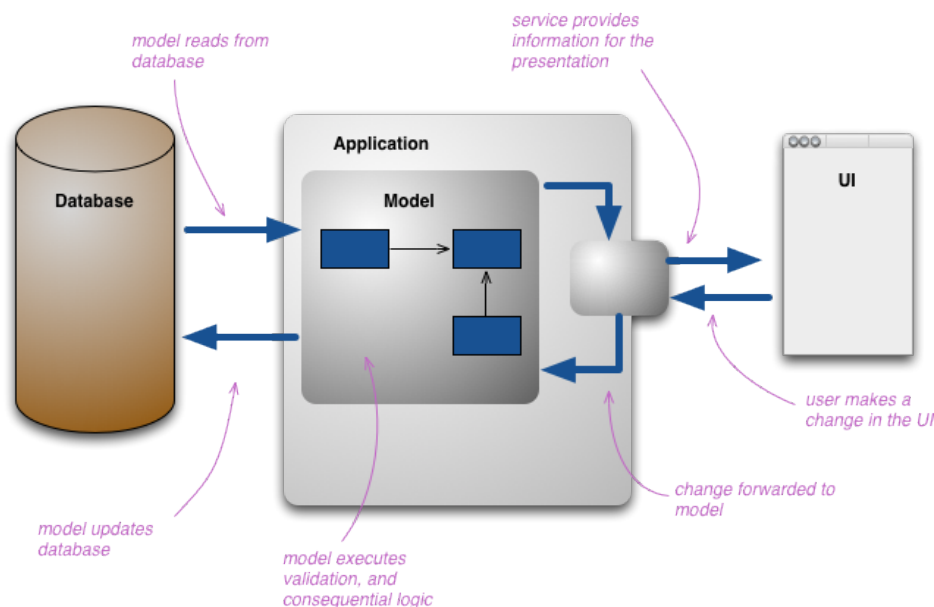 model reads from
database
service provides
information for the
presentation
Application
Database
Model
UI
user makes a
change in the UI
change forwarded to
model
model updates
database
model executes
validation, and
consequential logic